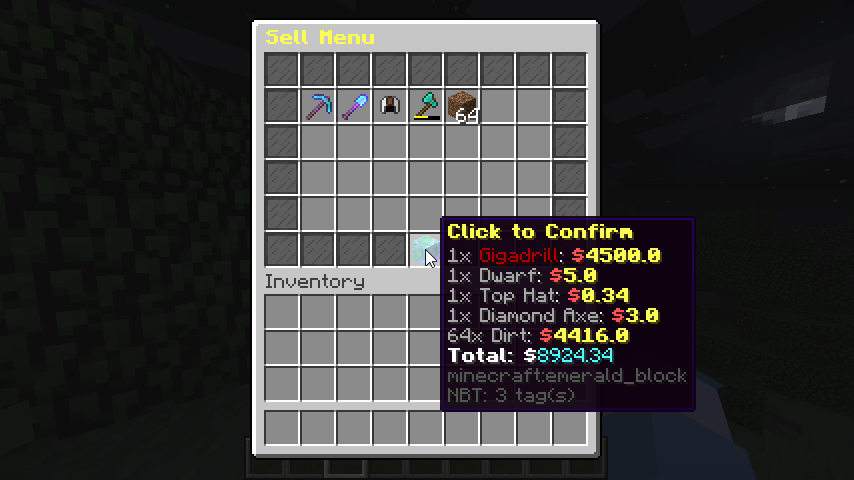 Sell Menu
64
Click to Confirm
1x Gigadrill: $4500.0
1x Dwarf: $5.0
1x Top Hat: $0.34
1x Diamond Axe: $3.0
64x Dirt: $4416.0
Total: $8924.34
minecraft:emerald_block
NBT: 3 tag(s)
Inventory